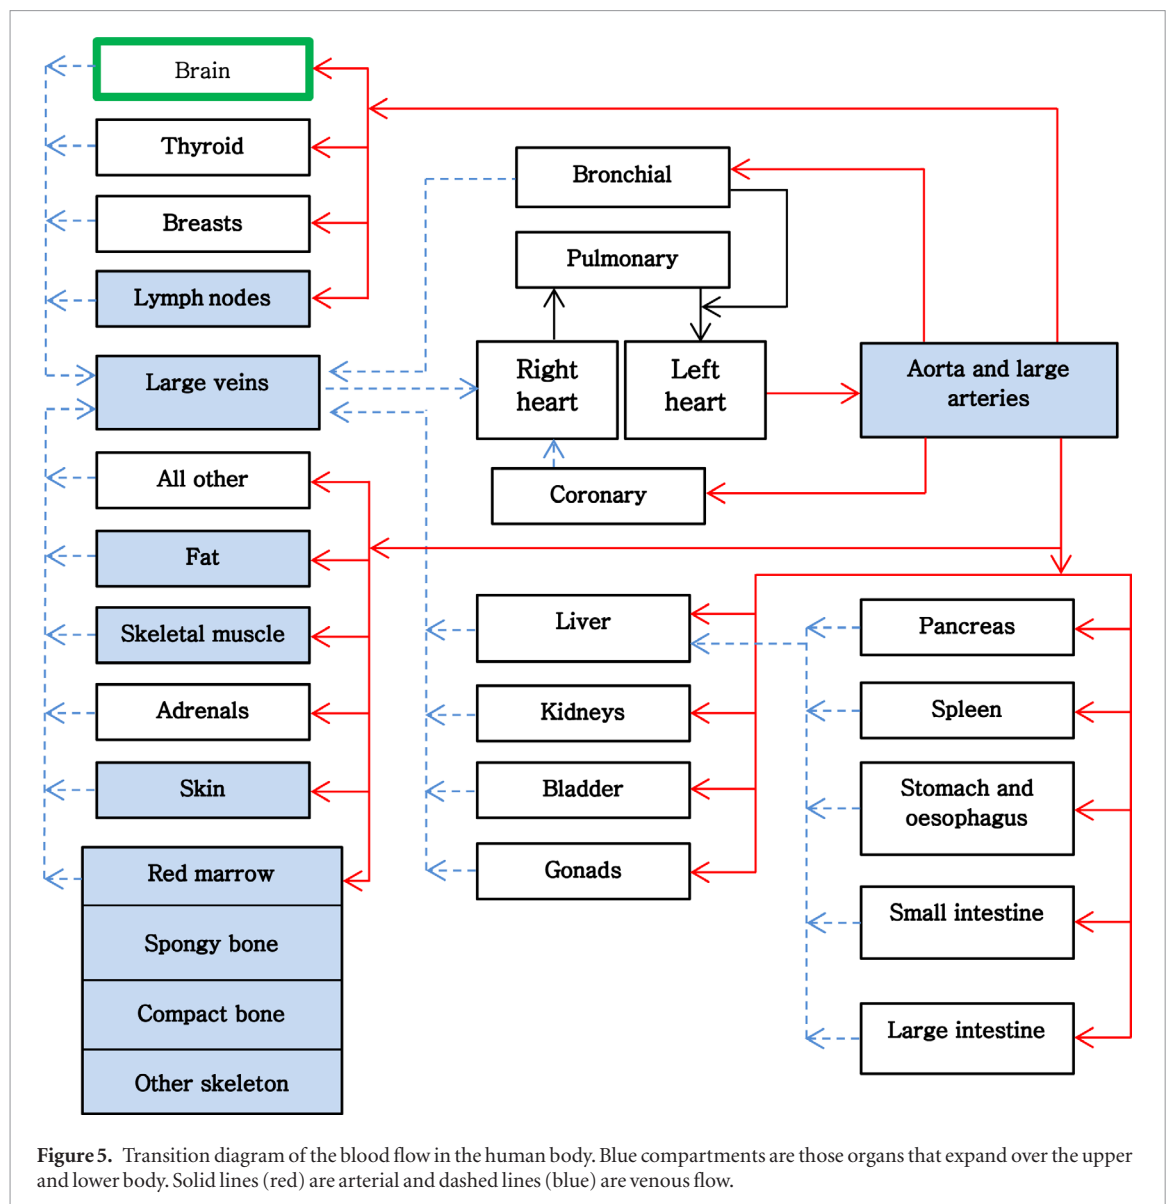 Brain
Thyroid
Breasts
Lymph nodes
Large veins
All other
Fat
Skeletal muscle
Adrenals
Skin
Red marrow
Spongy bone
Compact bone
Other skeleton
Bronchial
Pulmonary
Right
heart
Left
heart
Coronary
Aorta and large
arteries
Liver
Kidneys
Bladder
Gonads
Pancreas
Spleen
Stomach and
oesophagus
Small intestine
Large intestine
Figure 5. Transition diagram of the blood flow in the human body. Blue compartments are those organs that expand over the upper
and lower body. Solid lines (red) are arterial and dashed lines (blue) are venous flow.